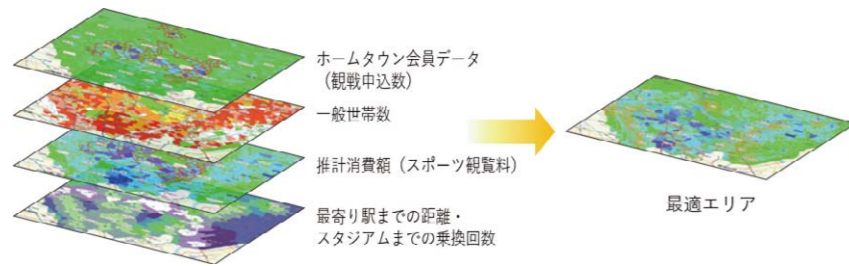 ホームタウン会員データ
（観戦申込数）
一般世帯数
推計消費額（スポーツ観覧料）
最寄り駅までの距離・
スタジアムまでの乗換回数
最適エリア